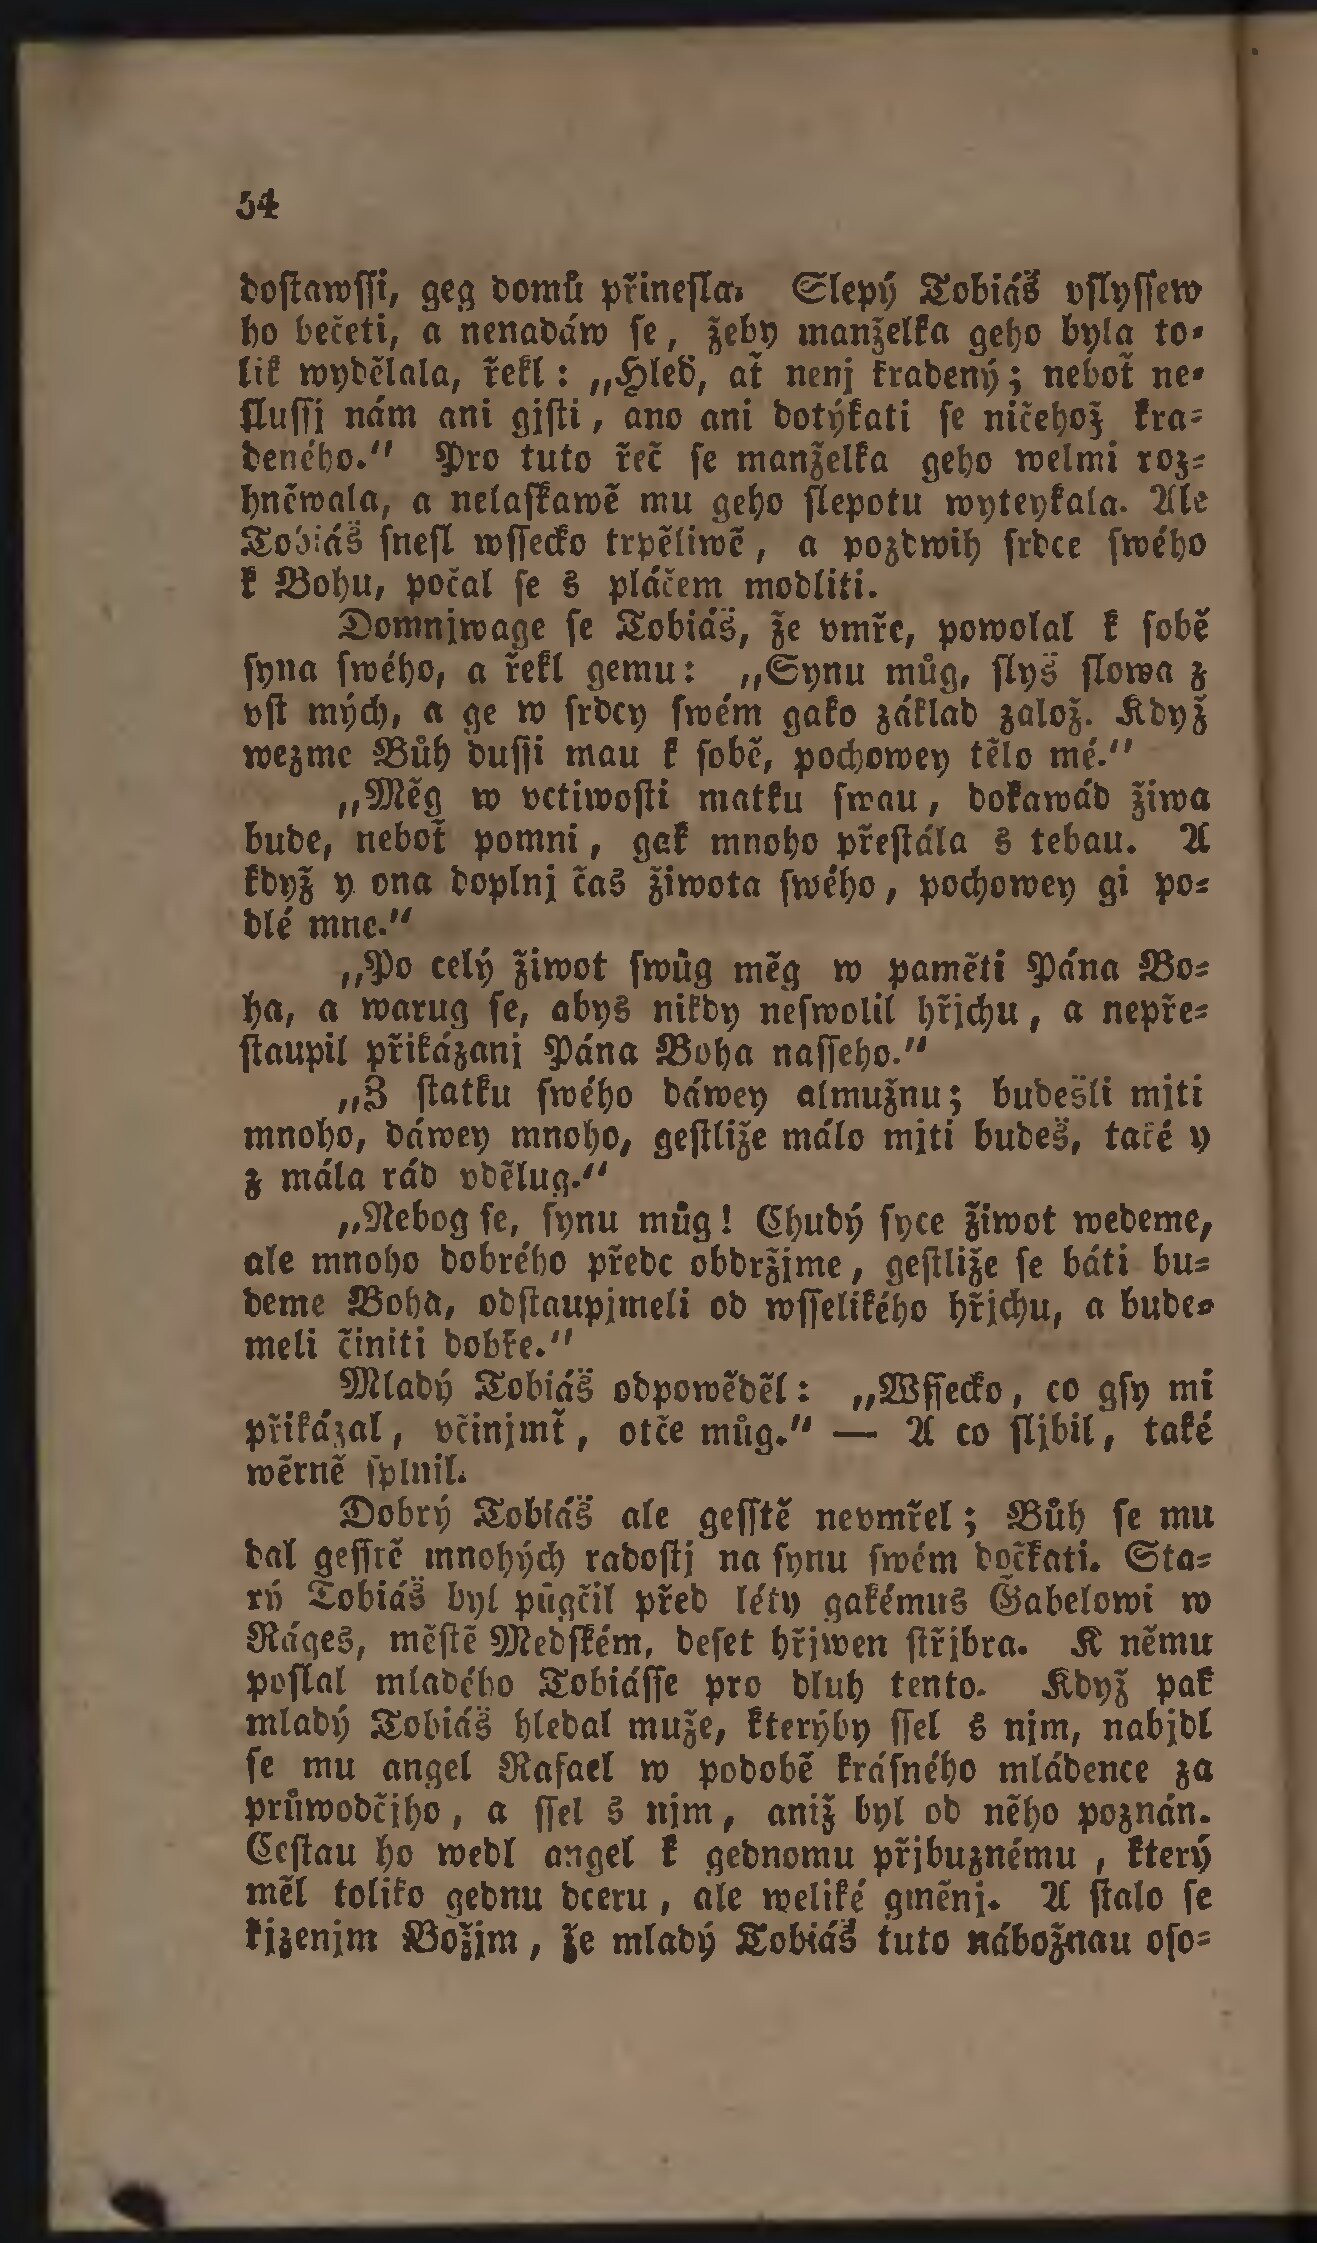 54
dostawſſi, geg domů přineſla. Slepý Tobiáš vſlyſſew
ho bečeti, a nenadáw ſe, žeby manželka geho byla to-
lik wydělala, řekl: „Hleď, ať nenj kradený; neboť ne-
ſluſſj nám ani gjſti, ano ani dotýkati ſe ničehož kra-
deného." Pro tuto řeč ſe manželka geho welmi roz-
hněwala, a nelaſkawě mu geho ſlepotu wyteykala. Ale
Tobiáš ſneſl wſſecko trpěliwě, a pozdwih ſrdce ſwého
k Bohu, počal ſe s pláčem modliti.
Domnjwage ſe Tobiáš, že vmře, powolal k ſobě
ſyna ſwého, a řekl gemu: „Synu můg, ſlyš ſlowa z
vſt mých, a ge w ſrdcy ſwém gako základ založ. Když
wezme Bůh duſſi mau k ſobě, pochowey tělo mé."
„Měg w vctiwoſti matku ſwau, dokawád žiwa
bude, neboť pomni, gak mnoho přeſtála s tebau. A
když y ona doplnj čas žiwota ſwého, pochowey gi po-
dlé mne."
„Po celý žiwot ſwůg měg w paměti Pána Bo-
ha, a warug ſe, abys nikdy neſwolil hřjchu, a nepře-
ſtaupil přikázanj Pána Boha naſſeho."
„Z ſtatku ſwého dáwey almužnu; budešli mjti
mnoho, dáwey mnoho, geſtliže málo mjti budeš, také y
z mála rád vdělug."
„Nebog ſe, ſynu můg! Chudý ſyce žiwot wedeme,
ale mnoho dobrého předc obdržjme, geſtliže ſe báti bu-
deme Boha, odſtaupjmeli od wſſelikého hřjchu, a bude-
meli činiti dobře."
Mladý Tobiáš odpowěděl: „Wſſecko, co gſy mi
přikázal, včinjmť, otče můg." — A co ſljbil, také
wěrně ſplnil.
Dobrý Tobiáš ale geſſtě nevmřel; Bůh ſe mu
dal geſſtě mnohých radoſtj na ſynu ſwém dočkati. Sta-
rý Tobiáš byl půgčil před léty gakémus Gabelowi w
Ráges, měſtě Medſkém, deſet hřjwen ſtřjbra. K němu
poſlal mladého Tobiáſſe pro dluh tento. Když pak
mladý Tobiáš hledal muže, kterýby ſſel s njm, nabjdl
ſe mu angel Rafael w podobě kráſného mládence za
průwodčjho, a ſſel s njm, aniž byl od něho poznán.
Ceſtau ho wedl angel k gednomu přjbuznému, který
měl toliko gednu dceru, ale weliké gměnj. A ſtalo ſe
řjzenjm Božjm, že mladý Tobiáš tuto nábožnau oſo-